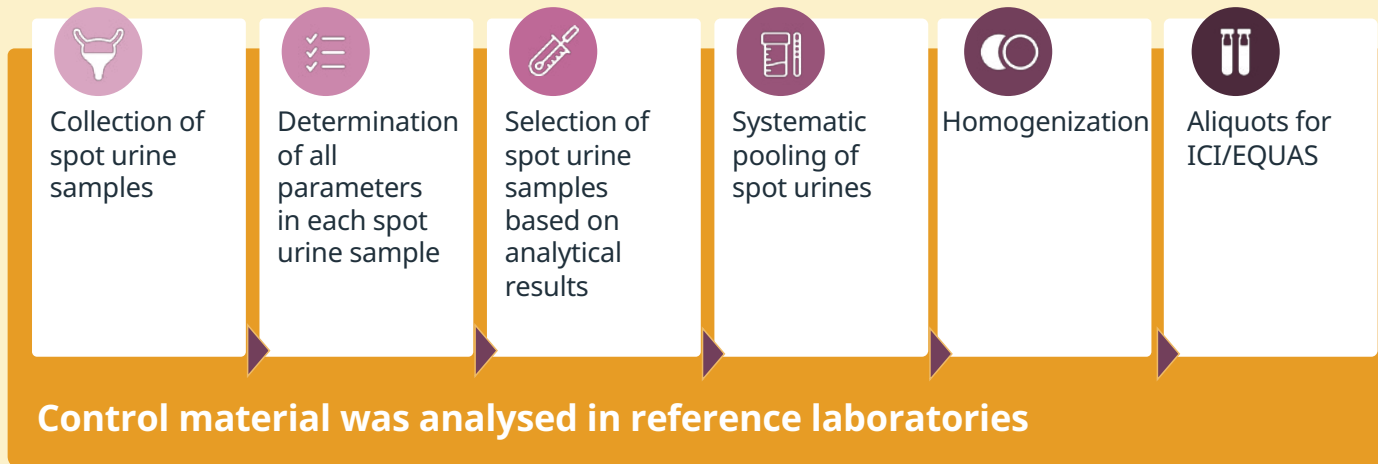 Collection of
spot urine
samples
Determination
of all
parameters
in each spot
urine sample
Selection of
spot urine
samples
based on
analytical
results
Systematic
pooling of
spot urines
Homogenization
Aliquots for
ICI/EQUAS
Control material was analysed in reference laboratories